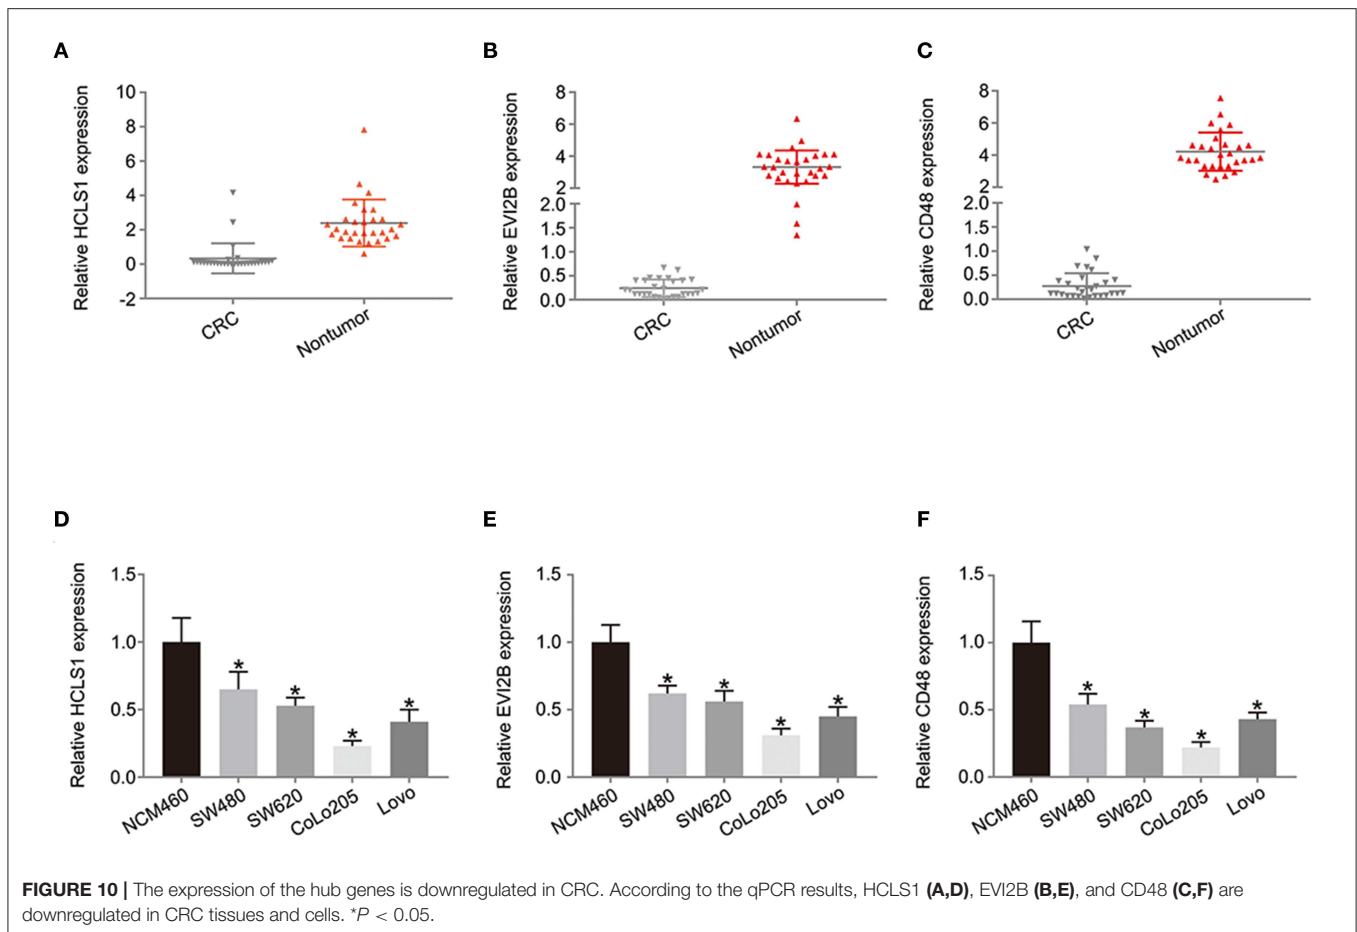 A
Relative HCLS1 expression
10
8
6
4
2
0
-2
CRC
Nontumor
B
Relative EVI2B expression
8
6
4
2
2.0
1.5
1.0
0.5
0.0
CRC
Nontumor
C
Relative CD48 expression
8
6
4
2
2.0
1.5
1.0
0.5
0.0
CRC
Nontumor
D
Relative HCLS1 expression
1.5
1.0
0.5
0.0
* * * *
NCM460
SW480
SW620
CoLo205
Lovo
E
Relative EVI2B expression
1.5
1.0
0.5
0.0
* * * *
NCM460
SW480
SW620
CoLo205
Lovo
F
Relative CD48 expression
1.5
1.0
0.5
0.0
* * * *
NCM460
SW480
SW620
CoLo205
Lovo
FIGURE 10 | The expression of the hub genes is downregulated in CRC. According to the qPCR results, HCLS1 (A,D), EVI2B (B,E), and CD48 (C,F) are
downregulated in CRC tissues and cells. *P < 0.05.